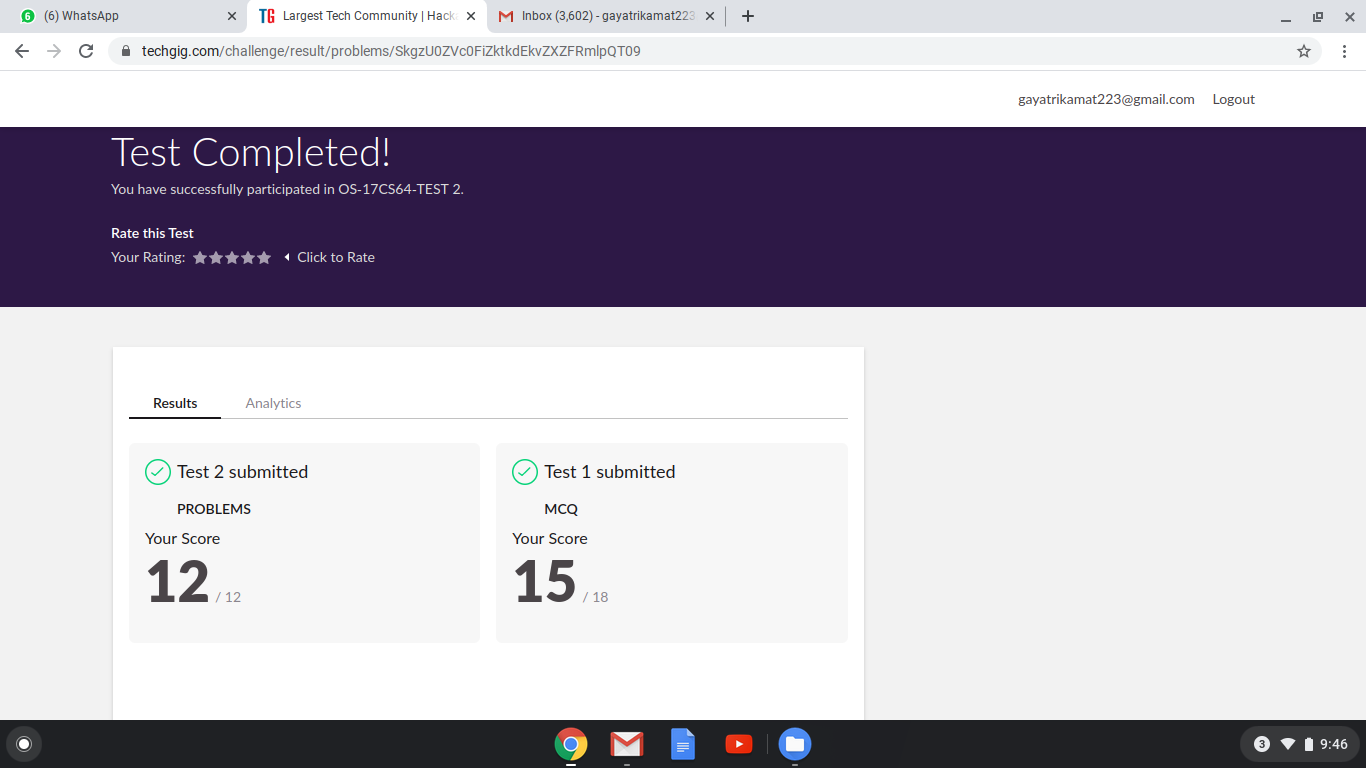 6 (6) WhatsApp
TG Largest Tech Community | Hack
Inbox (3,602) - gayatrikamat223
techgig.com/challenge/result/problems/SkgzU0ZVc0FiZktkdEkvZXZFRmlpQT09
gayatrikamat223@gmail.com Logout
Test Completed!
You have successfully participated in OS-17CS64-TEST 2.
Rate this Test
Your Rating: Click to Rate
Results Analytics
Test 2 submitted
PROBLEMS
Your Score
12 / 12
Test 1 submitted
MCQ
Your Score
15 / 18
3 9:46